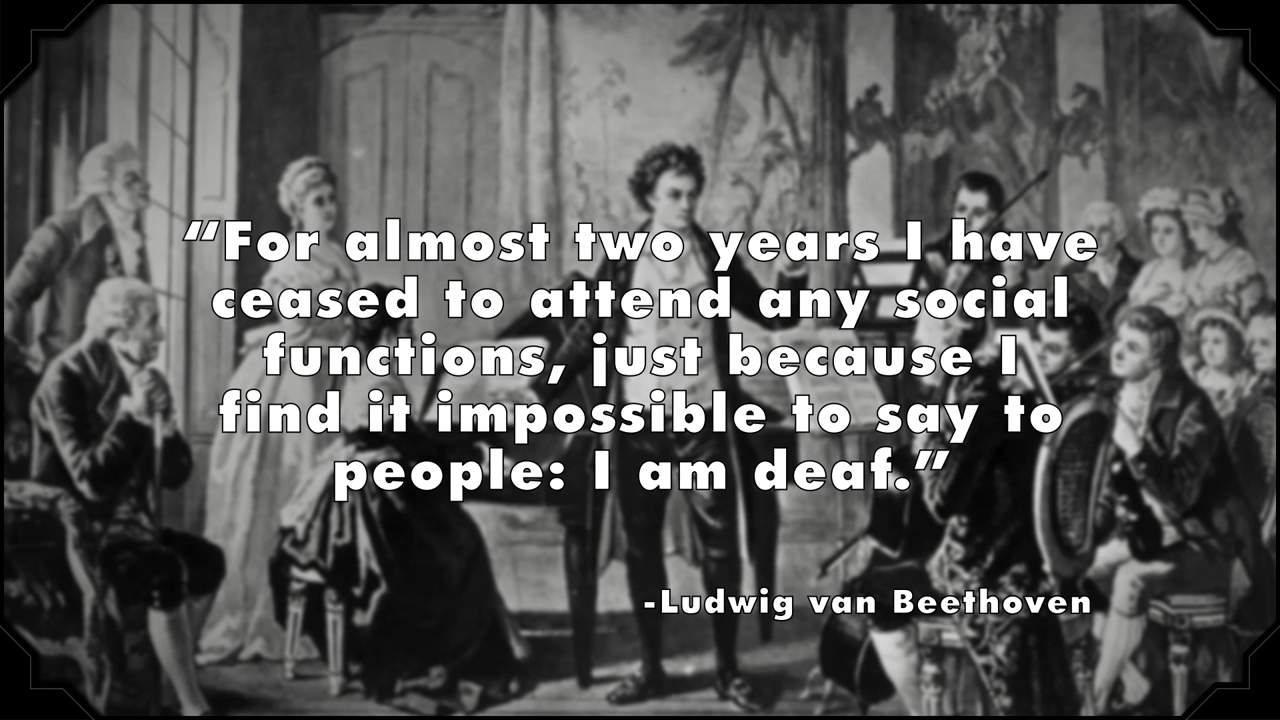 “For almost two years I have
ceased to attend any social
functions, just because I
find it impossible to say to
people: I am deaf.”
-Ludwig van Beethoven